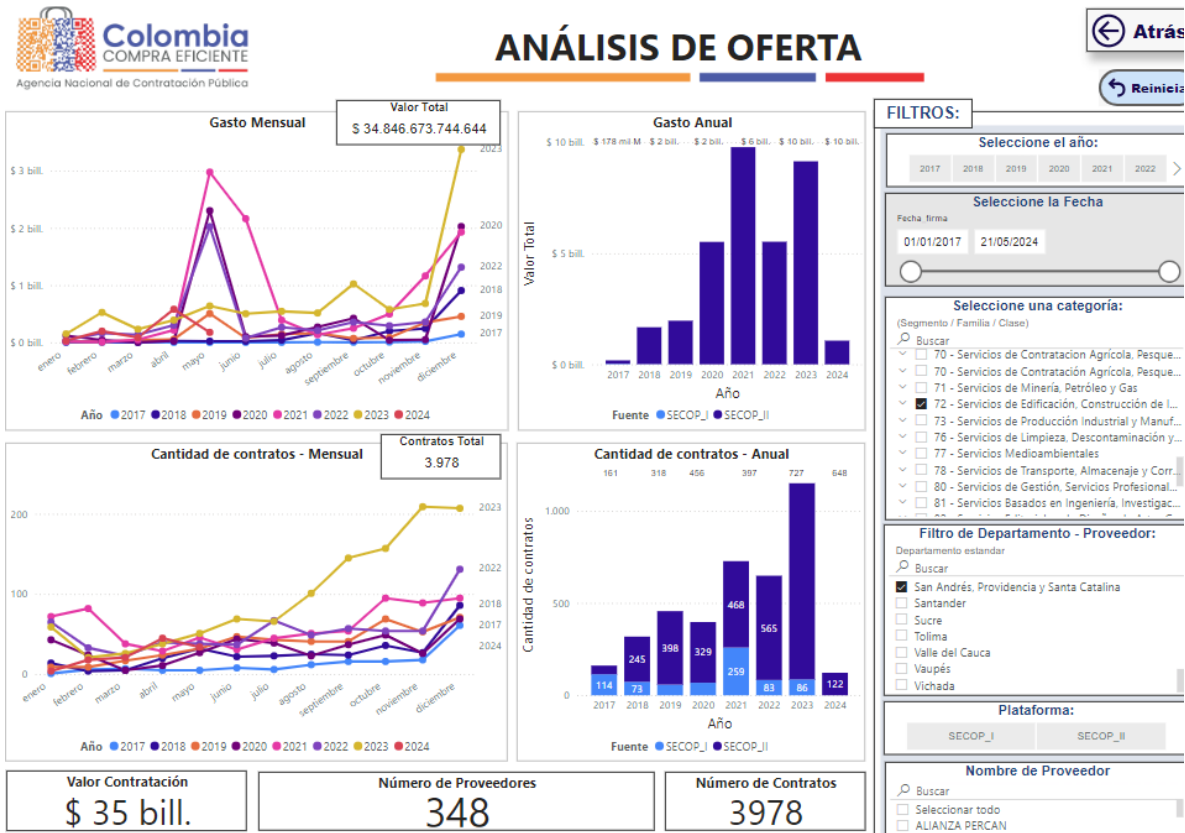 Colombia
COMPRA EFICIENTE
Agencia Nacional de Contratación Pública
ANÁLISIS DE OFERTA
Atrás
Reinicia
Gasto Mensual
Valor Total
$ 34.846.673.744.644
$ 3 bill.
$ 2 bill.
$ 1 bill.
$ 0 bill.
2023
2020
2022
2018
2019
2017
enero febrero marzo abril mayo junio julio agosto septiembre octubre noviembre diciembre
Año 2017 2018 2019 2020 2021 2022 2023 2024
Gasto Anual
$ 10 bill.
$ 178 mil M $ 2 bill. $ 2 bill. $ 6 bill. $ 10 bill. $ 10 bill.
Valor Total
$ 5 bill.
$ 0 bill.
2017 2018 2019 2020 2021 2022 2023 2024
Año
Fuente SECOP_I SECOP_II
Cantidad de contratos - Mensual
Contratos Total
3.978
200
100
0
2023
2022
2018
2017
2024
enero febrero marzo abril mayo junio julio agosto septiembre octubre noviembre diciembre
Año 2017 2018 2019 2020 2021 2022 2023 2024
Cantidad de contratos - Anual
161 318 456 397 727 648
Cantidad de contratos
1.000
500
0
114
245
73
398
329
468
259
565
83
86
122
2017 2018 2019 2020 2021 2022 2023 2024
Año
Fuente SECOP_I SECOP_II
Valor Contratación
$ 35 bill.
Número de Proveedores
348
Número de Contratos
3978
FILTROS:
Seleccione el año:
2017 2018 2019 2020 2021 2022
Seleccione la Fecha
Fecha firma
01/01/2017 21/05/2024
Seleccione una categoría:
(Segmento / Familia / Clase)
Buscar
70 - Servicios de Contratacion Agrícola, Pesque...
70 - Servicios de Contratación Agrícola, Pesque...
71 - Servicios de Minería, Petróleo y Gas
72 - Servicios de Edificación, Construcción de I...
73 - Servicios de Producción Industrial y Manuf...
76 - Servicios de Limpieza, Descontaminación y...
77 - Servicios Medioambientales
78 - Servicios de Transporte, Almacenaje y Corr...
80 - Servicios de Gestión, Servicios Profesional...
81 - Servicios Basados en Ingeniería, Investigac...
Filtro de Departamento - Proveedor:
Departamento estandar
Buscar
San Andrés, Providencia y Santa Catalina
Santander
Sucre
Tolima
Valle del Cauca
Vaupés
Vichada
Plataforma:
SECOP_I SECOP_II
Nombre de Proveedor
Buscar
Seleccionar todo
ALIANZA PERCAN